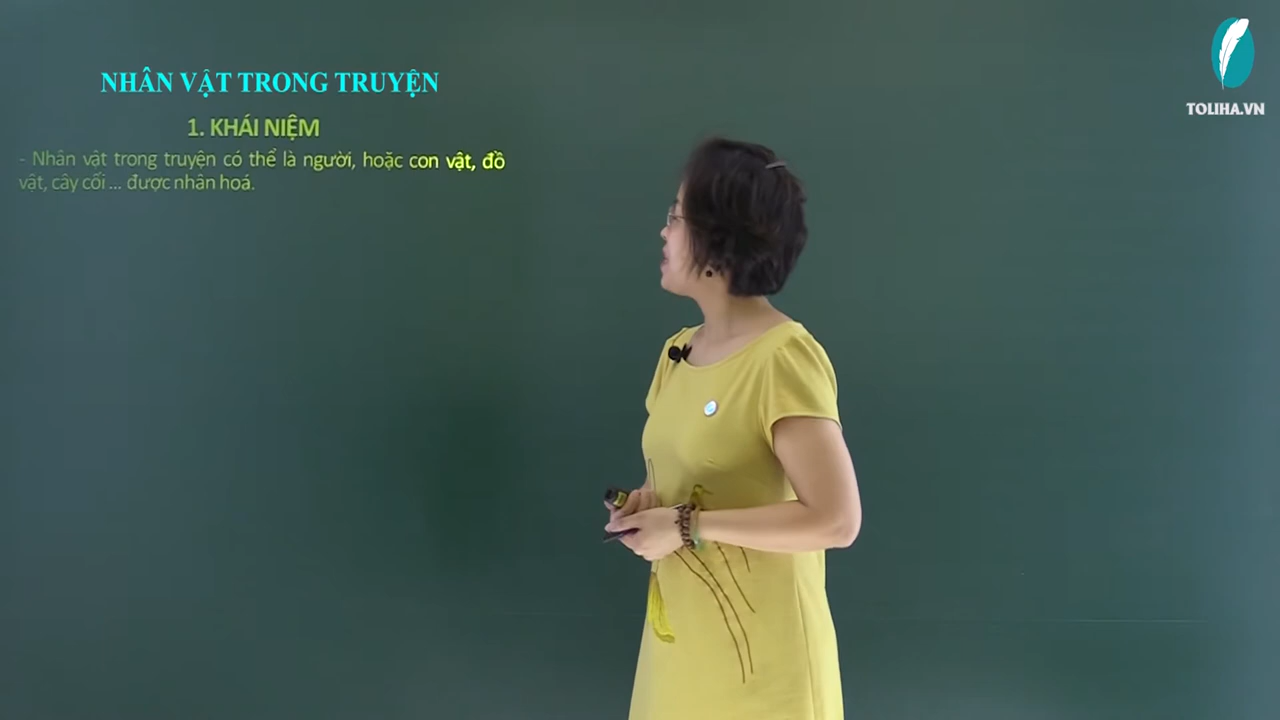 NHÂN VẬT TRONG TRUYỆN
1. KHÁI NIỆM
- Nhân vật trong truyện có thể là người, hoặc con vật, đồ
vật, cây cối ... được nhân hoá.
TOLIHA.VN